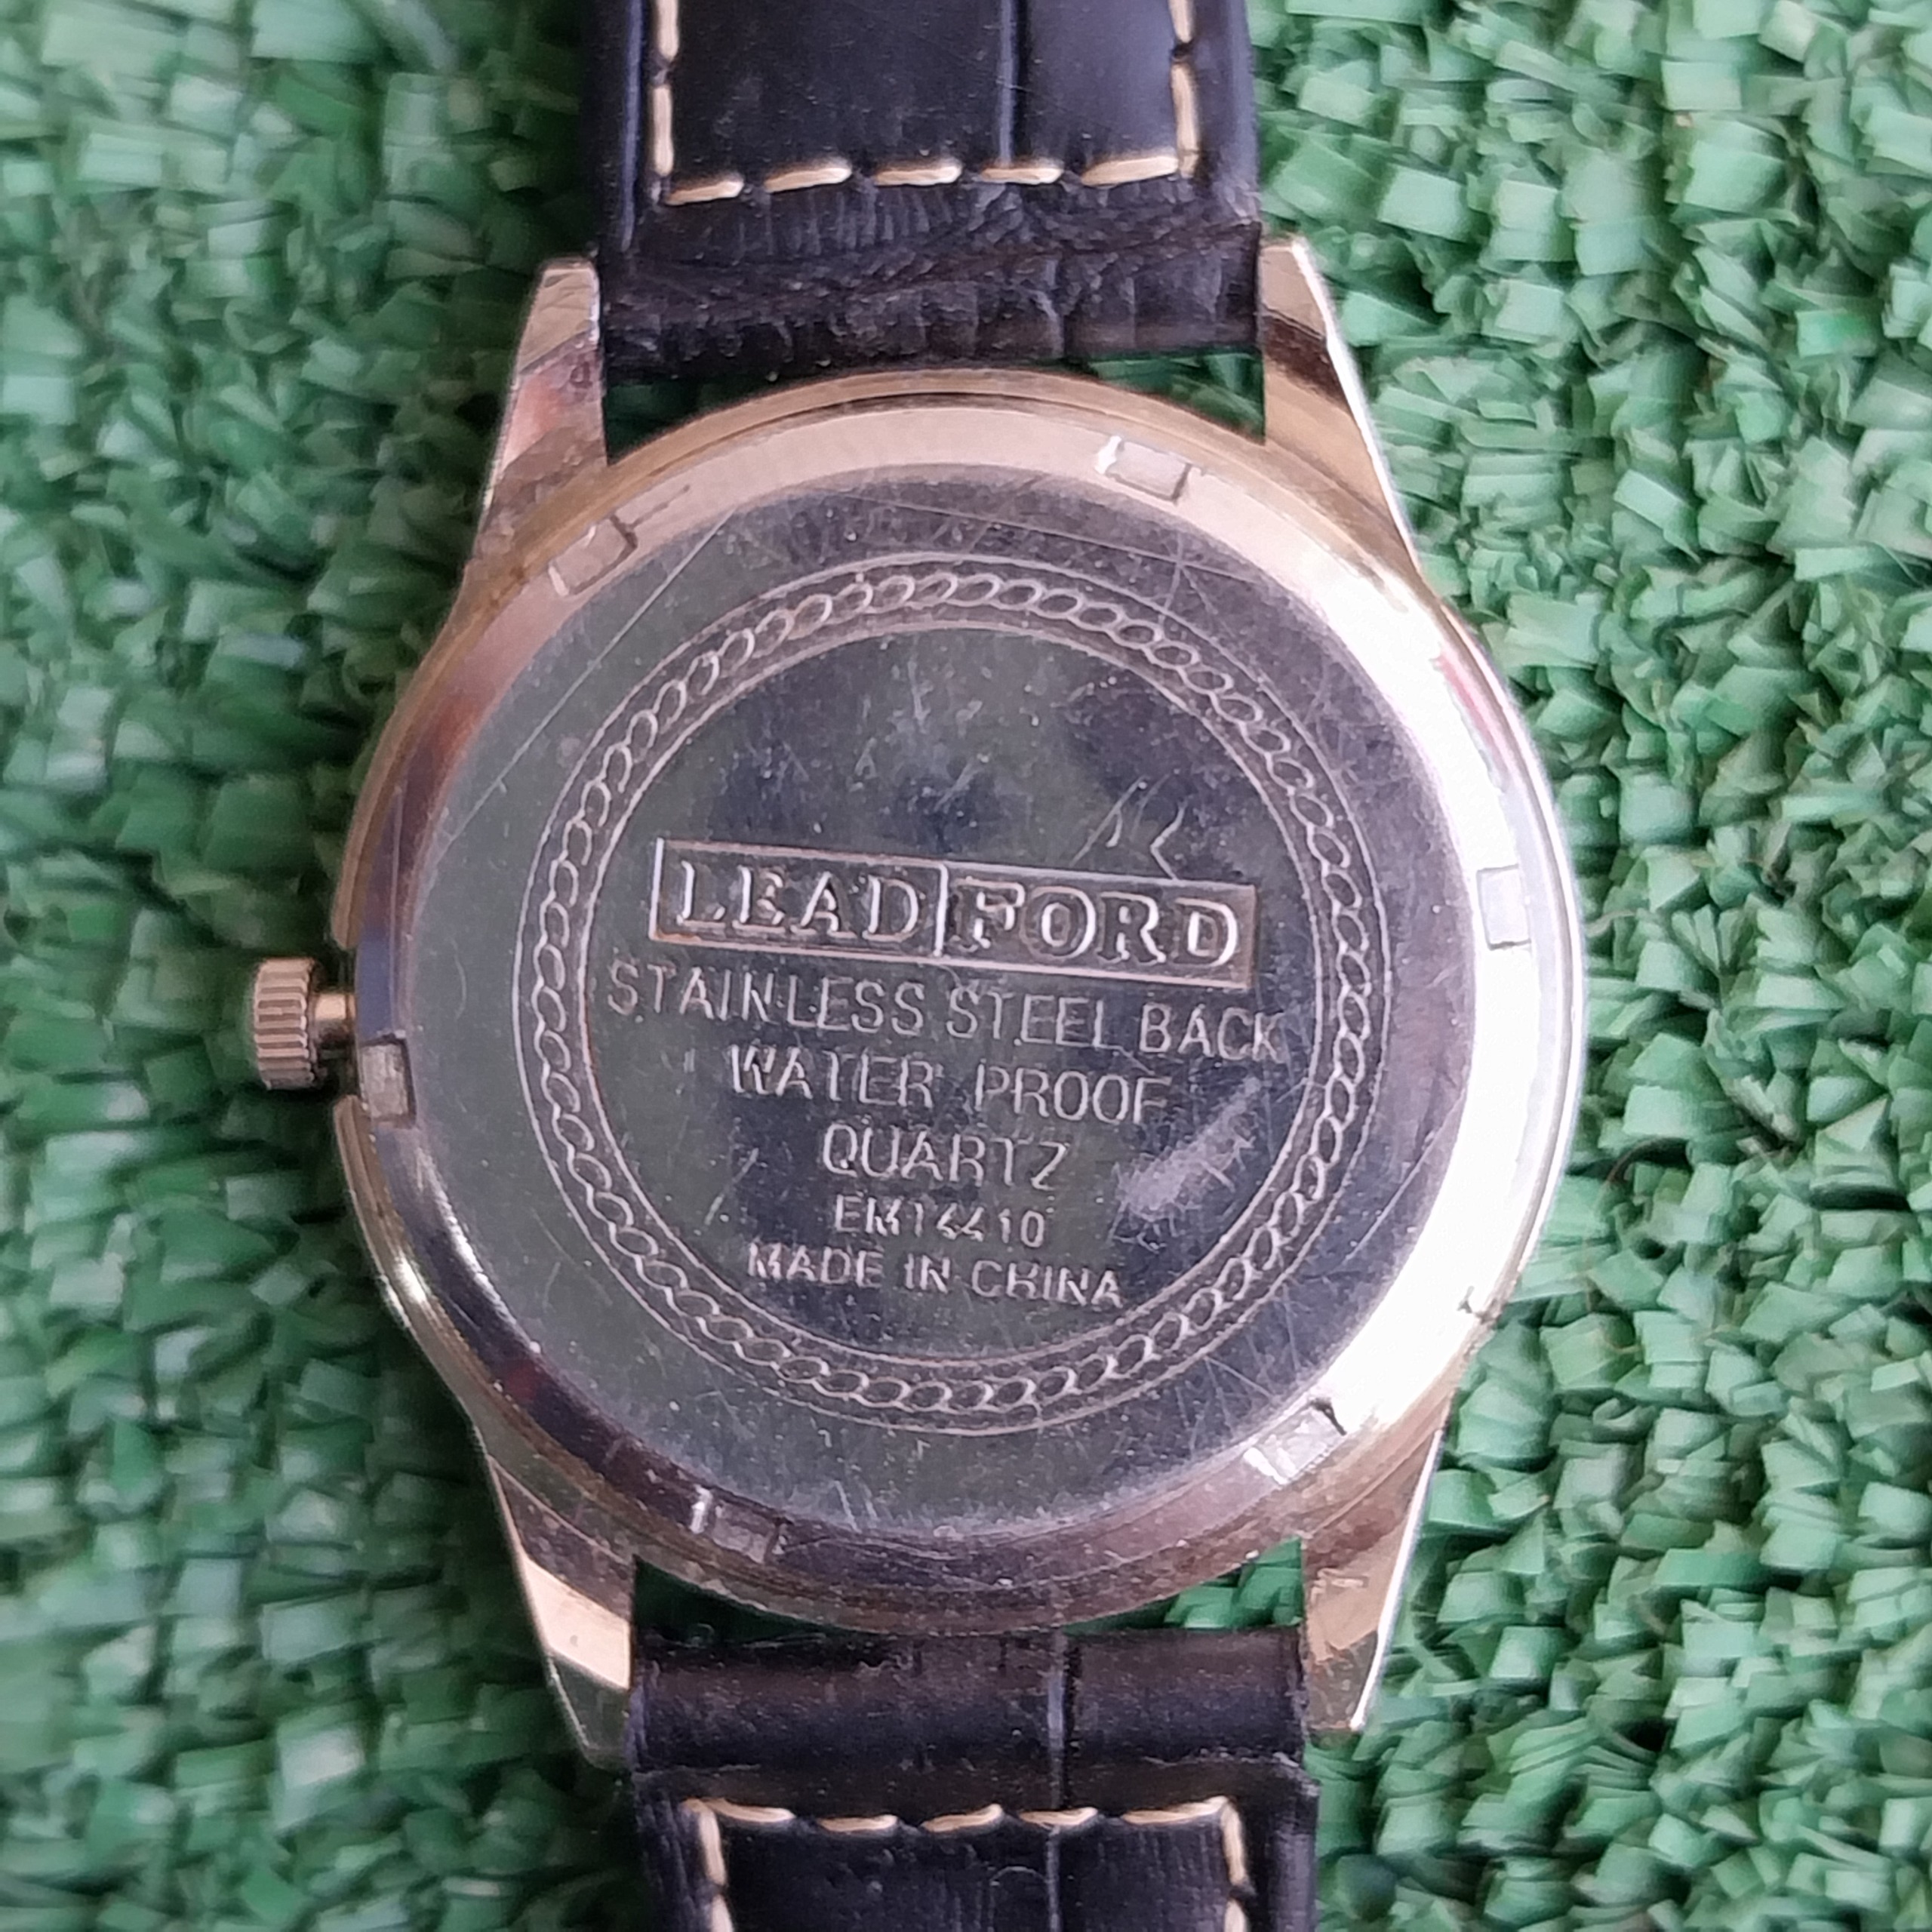 LEAD FORD
STAINLESS STEEL BACK
WATER PROOF
QUARTZ
EM14410
MADE IN CHINA